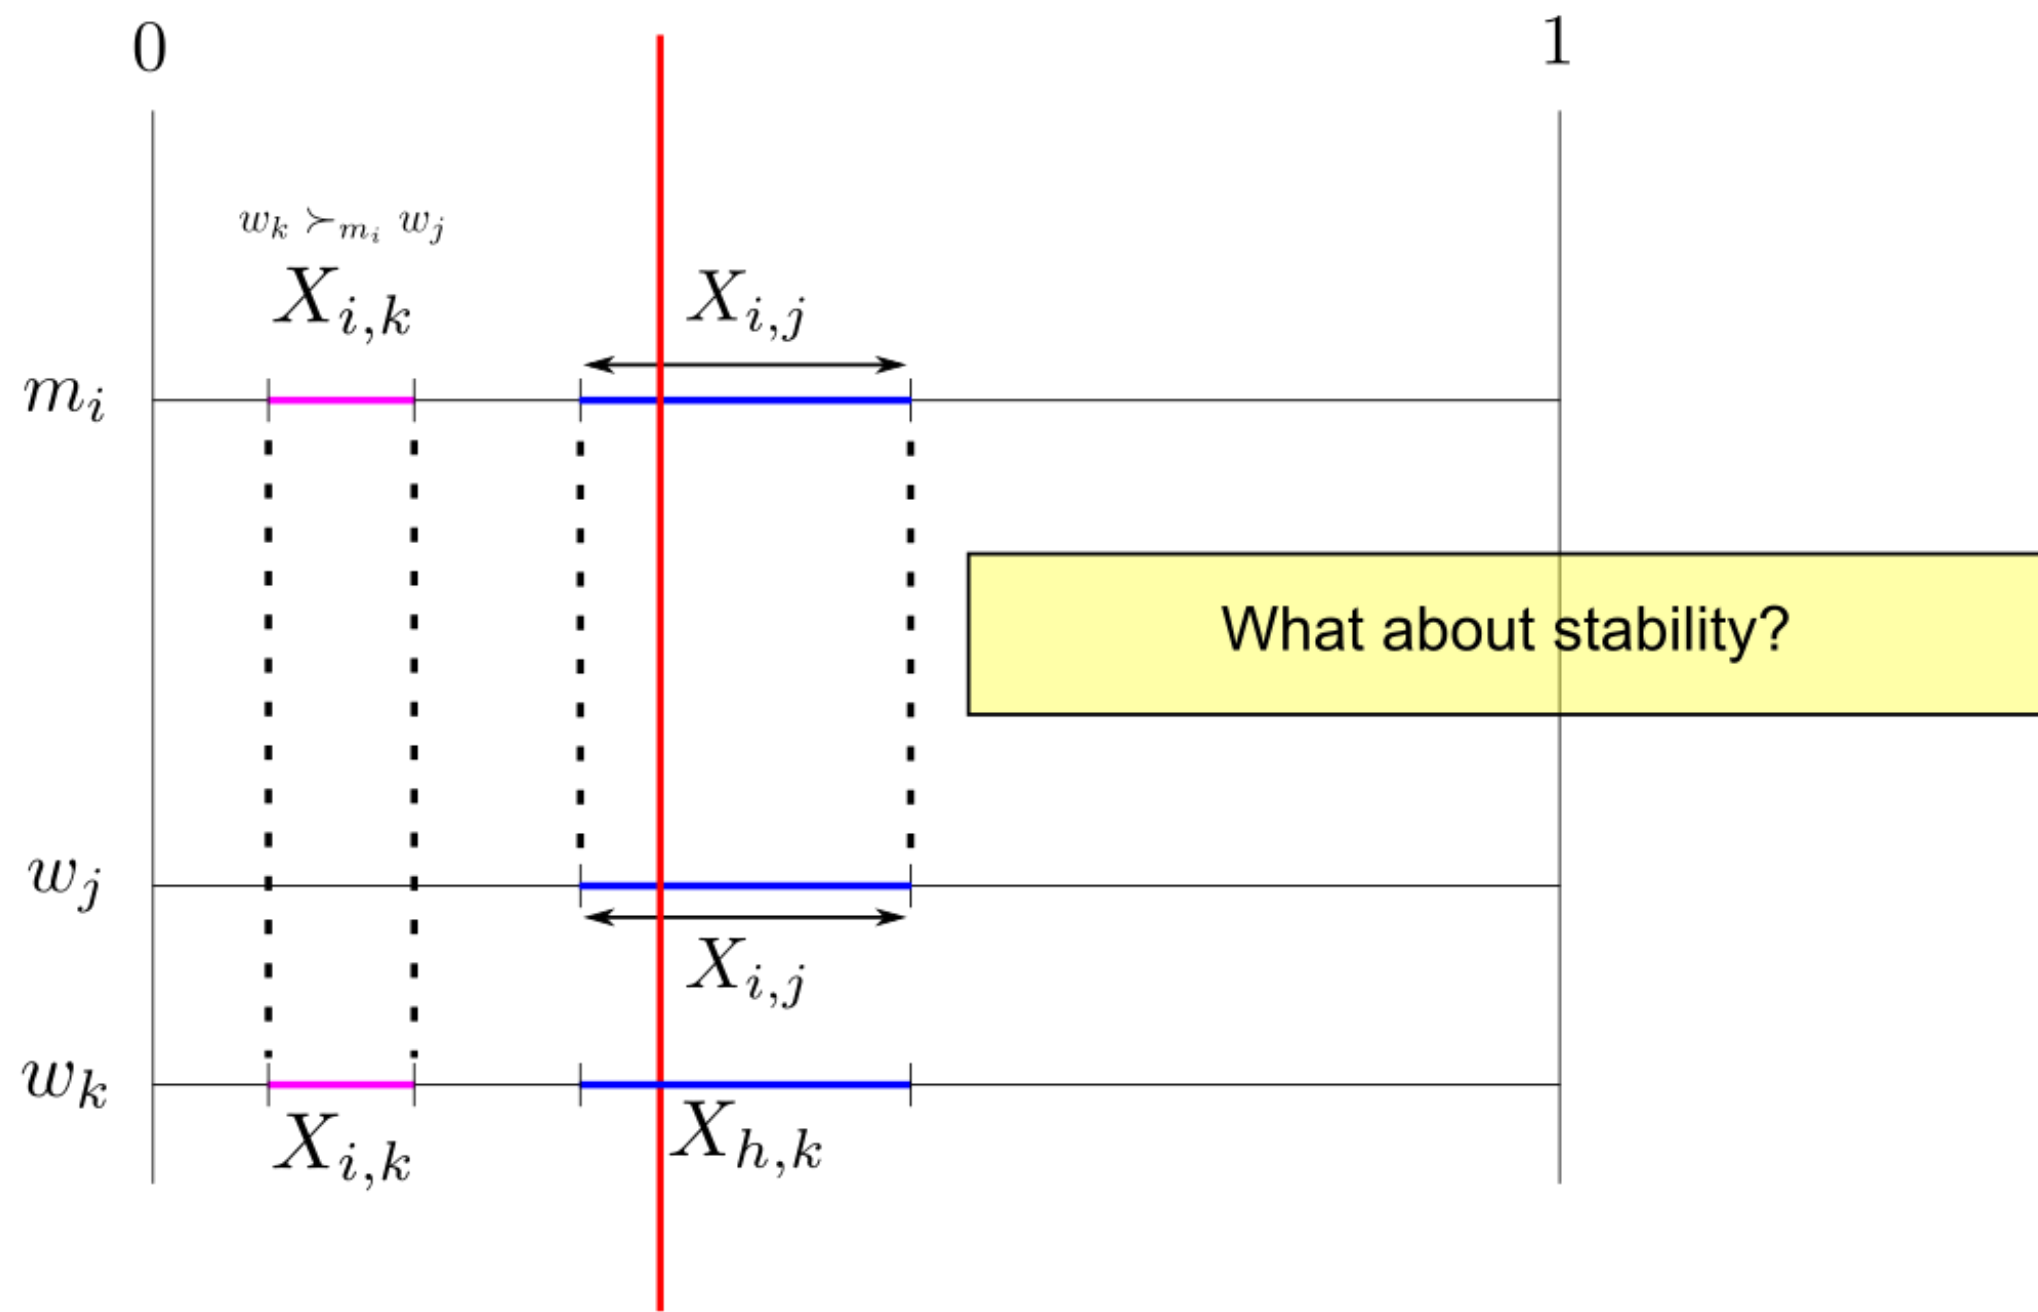 0 1
w_k ≻_{m_i} w_j
X_{i,k} X_{i,j}
m_i
What about stability?
w_j
X_{i,j}
w_k
X_{i,k} X_{h,k}